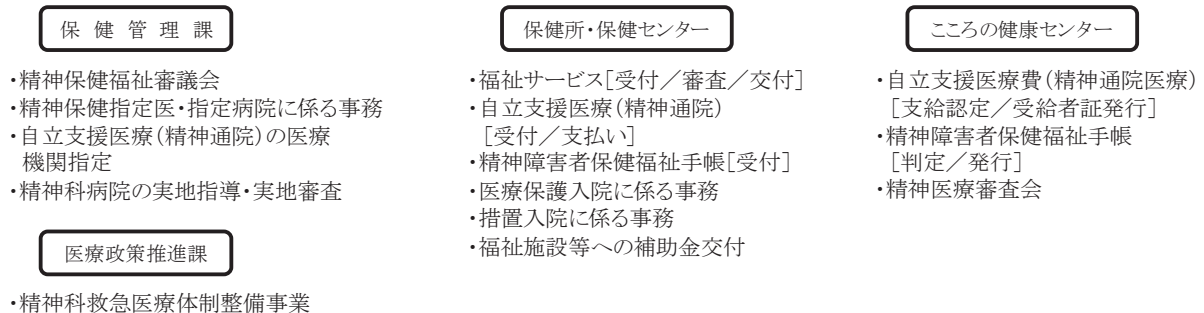 保 健 管 理 課
・精神保健福祉審議会
・精神保健指定医・指定病院に係る事務
・自立支援医療(精神通院)の医療
機関指定
・精神科病院の実地指導・実地審査
医療政策推進課
・精神科救急医療体制整備事業
保健所・保健センター
・福祉サービス[受付／審査／交付]
・自立支援医療(精神通院)
[受付／支払い]
・精神障害者保健福祉手帳[受付]
・医療保護入院に係る事務
・措置入院に係る事務
・福祉施設等への補助金交付
こころの健康センター
・自立支援医療費(精神通院医療)
[支給認定／受給者証発行]
・精神障害者保健福祉手帳
[判定／発行]
・精神医療審査会